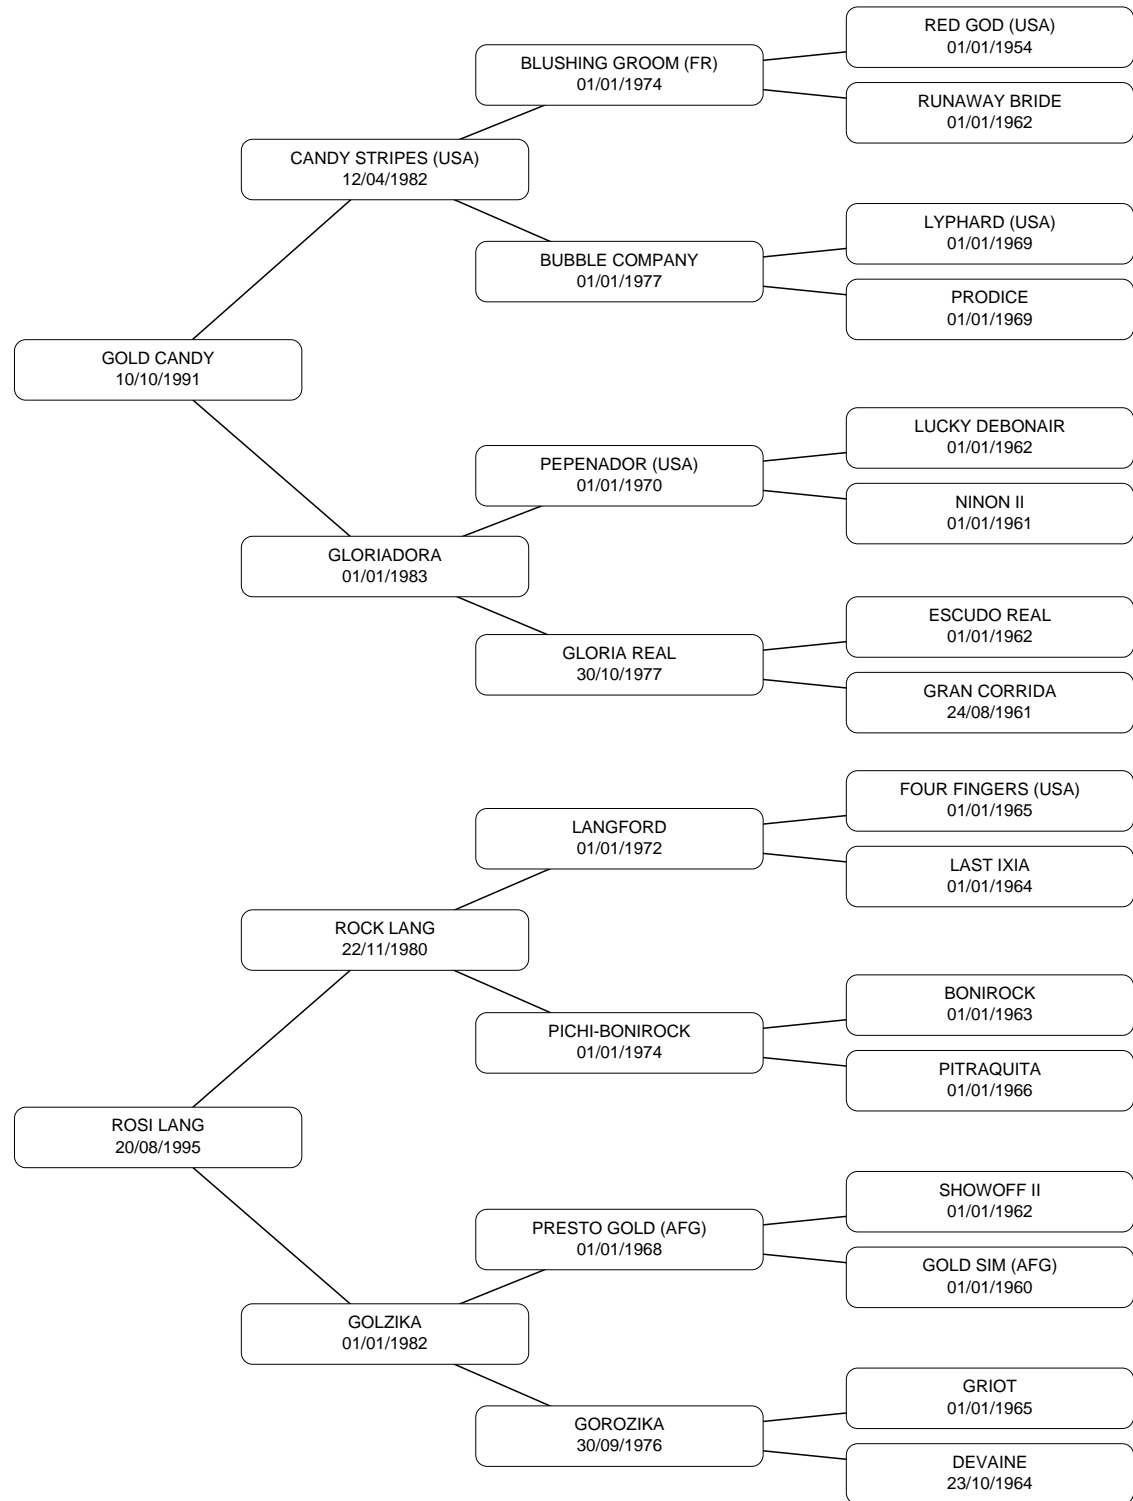 RED GOD (USA)
01/01/1954
BLUSHING GROOM (FR)
01/01/1974
RUNAWAY BRIDE
01/01/1962
CANDY STRIPES (USA)
12/04/1982
LYPHARD (USA)
01/01/1969
BUBBLE COMPANY
01/01/1977
PRODICE
01/01/1969
GOLD CANDY
10/10/1991
LUCKY DEBONAIR
01/01/1962
PEPENADOR (USA)
01/01/1970
NINON II
01/01/1961
GLORIADORA
01/01/1983
ESCUDO REAL
01/01/1962
GLORIA REAL
30/10/1977
GRAN CORRIDA
24/08/1961
FOUR FINGERS (USA)
01/01/1965
LANGFORD
01/01/1972
LAST IXIA
01/01/1964
ROCK LANG
22/11/1980
BONIROCK
01/01/1963
PICHI-BONIROCK
01/01/1974
PITRAQUITA
01/01/1966
ROSI LANG
20/08/1995
SHOWOFF II
01/01/1962
PRESTO GOLD (AFG)
01/01/1968
GOLD SIM (AFG)
01/01/1960
GOLZIKA
01/01/1982
GRIOT
01/01/1965
GOROZIKA
30/09/1976
DEVAINE
23/10/1964